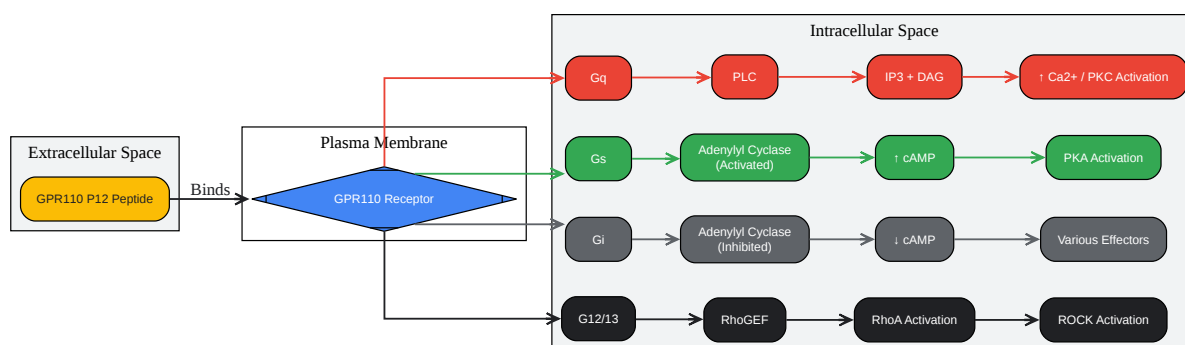 Extracellular Space
GPR110 P12 Peptide
Binds
Plasma Membrane
GPR110 Receptor
Intracellular Space
Gq
PLC
IP3 + DAG
↑ Ca2+ / PKC Activation
Gs
Adenylyl Cyclase
(Activated)
↑ cAMP
PKA Activation
Gi
Adenylyl Cyclase
(Inhibited)
↓ cAMP
Various Effectors
G12/13
RhoGEF
RhoA Activation
ROCK Activation